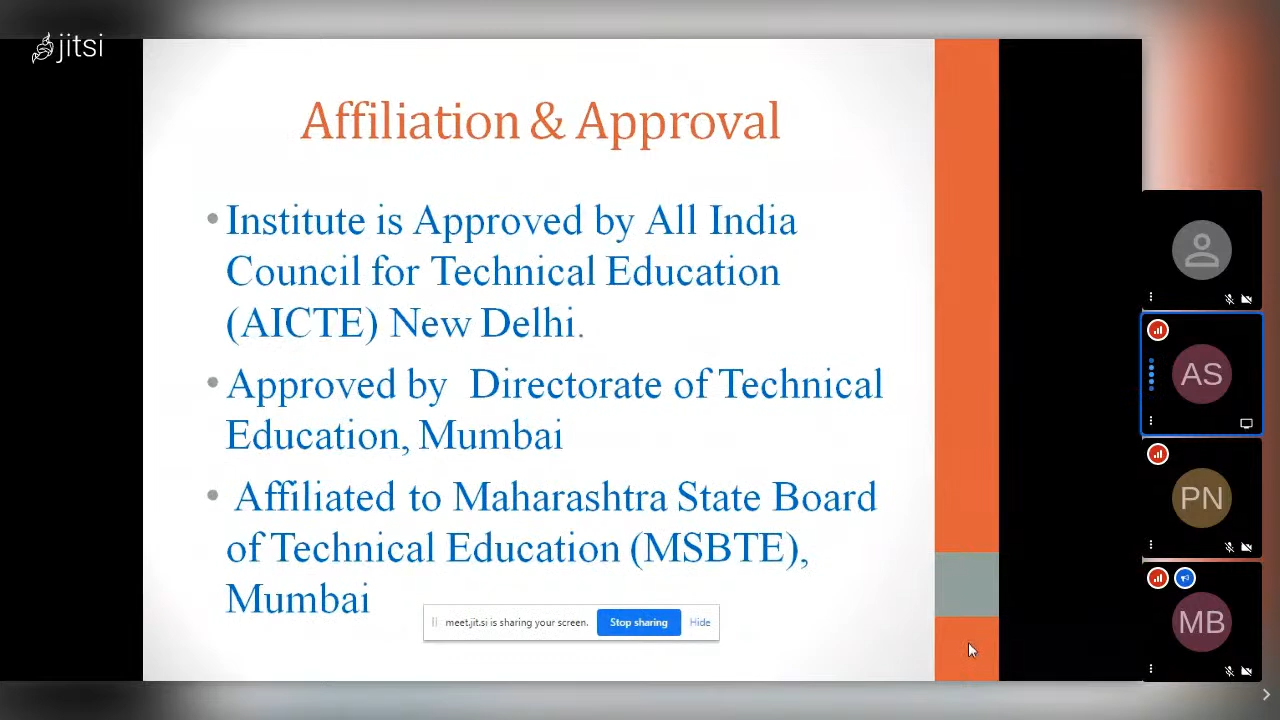 jitsi
Affiliation & Approval
• Institute is Approved by All India
Council for Technical Education
(AICTE) New Delhi.
• Approved by Directorate of Technical
Education, Mumbai
• Affiliated to Maharashtra State Board
of Technical Education (MSBTE),
Mumbai
meet.jit.si is sharing your screen. Stop sharing Hide
AS
PN
MB